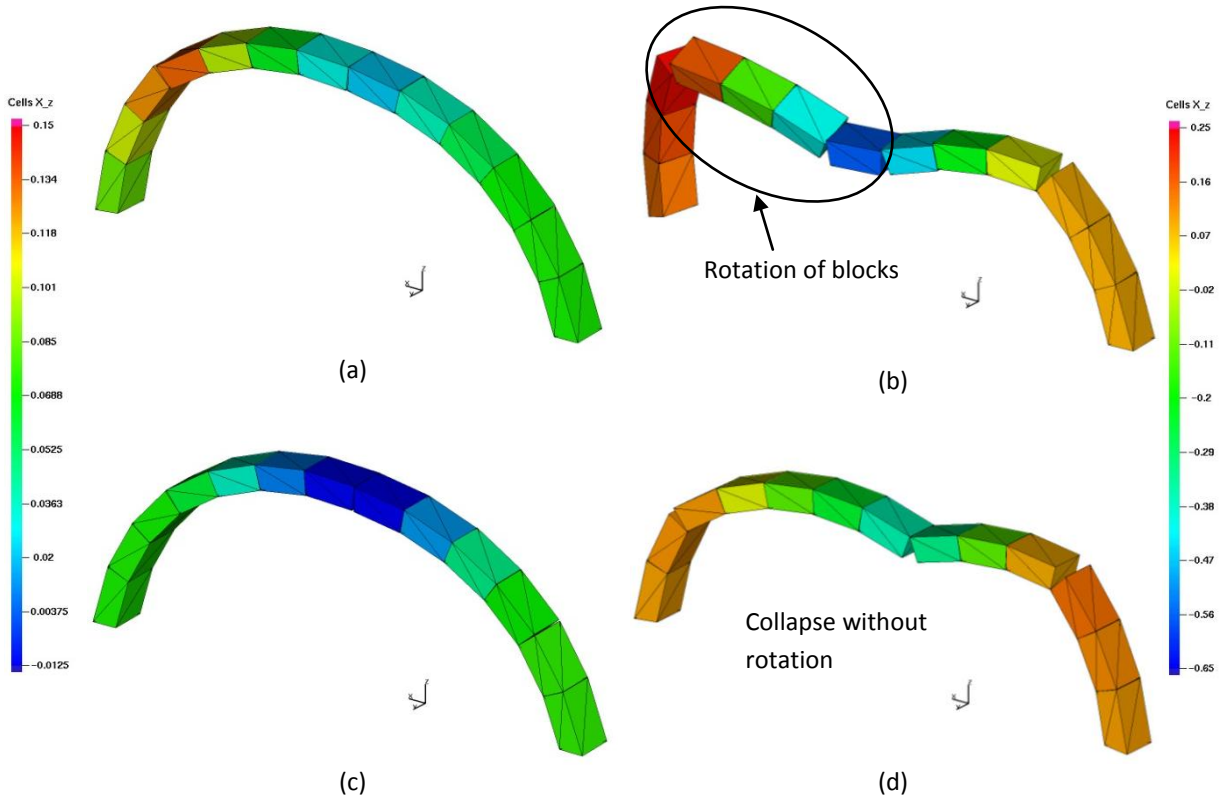 Cells X_z
0.15
0.134
0.118
0.101
0.085
0.0688
0.0525
0.0363
0.02
0.00375
-0.0125
(a)
Rotation of blocks
(b)
Cells X_z
0.25
0.16
0.07
-0.02
-0.11
-0.2
-0.29
-0.38
-0.47
-0.56
-0.65
(c)
Collapse without
rotation
(d)